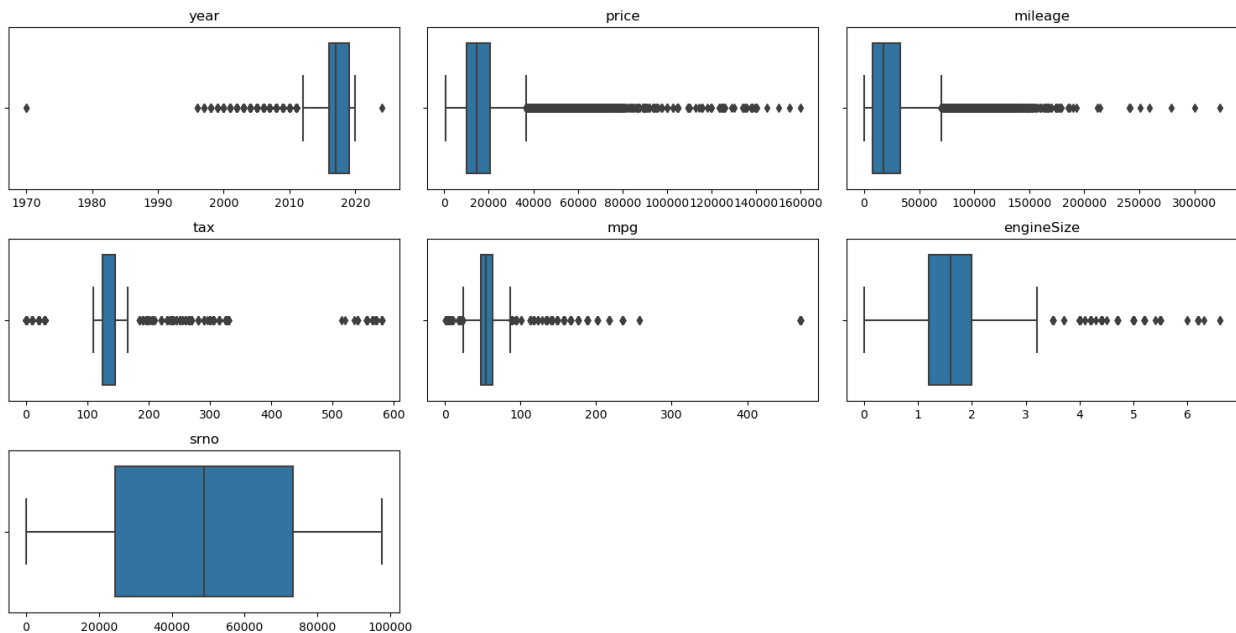 year
1970 1980 1990 2000 2010 2020
price
0 20000 40000 60000 80000 100000 120000 140000 160000
mileage
0 50000 100000 150000 200000 250000 300000
tax
0 100 200 300 400 500 600
mpg
0 100 200 300 400
engineSize
0 1 2 3 4 5 6
srno
0 20000 40000 60000 80000 100000